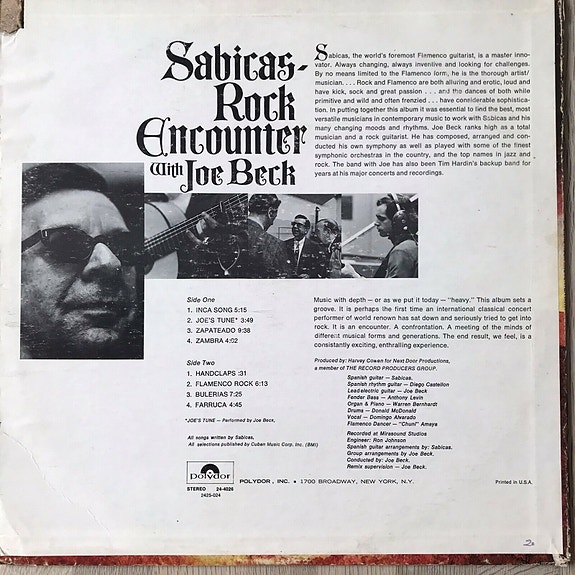 Sabicas-
Rock
Encounter
With Joe Beck
Sabicas, the world's foremost Flemenco guitarist, is a master inno-
vator. Always changing, always inventive and looking for challenges.
By no means limited to the Flamenco form, he is the thorough artist/
musician. . . . Rock and Flemenco are both alluring and erotic, loud and
have kick, sock and great passion . . . and the dances of both while
primitive and wild and often frenzied . . . have considerable sophistica-
tion. In putting together this album it was essential to find the best, most
versatile musicians in contemporary music to work with Sabicas and his
many changing moods and rhythms. Joe Beck ranks high as a total
musician and a rock guitarist. He has composed, arranged and con-
ducted his own symphony as well as played with some of the finest
symphonic orchestras in the country, and the top names in jazz and
rock. The band with Joe has also been Tim Hardin's backup band for
years at his major concerts and recordings.
Side One
1. INCA SONG 5:15
2. JOE'S TUNE* 3:49
3. ZAPATEADO 9:38
4. ZAMBRA 4:02
Side Two
1. HANDCLAPS :31
2. FLAMENCO ROCK 6:13
3. BULERIAS 7:25
4. FARRUCA 4:45
*JOE'S TUNE - Performed by Joe Beck,
All songs written by Sabicas,
All selections published by Cuban Music Corp, Inc. (BMI)
Music with depth — or as we put it today — "heavy." This album sets a
groove. It is perhaps the first time an international classical concert
performer of world renown has sat down and seriously tried to get into
rock. It is an encounter. A confrontation. A meeting of the minds of
different musical forms and generations. The end result, we feel, is a
consistantly exciting, enthralling experience.
Produced by: Harvey Cowen for Next Door Productions,
a member of THE RECORD PRODUCERS GROUP.
Spanish guitar — Sabicas.
Spanish rhythm guitar — Diego Castellon
Lead-electric guitar — Joe Beck
Fender Bass — Anthony Levin
Organ & Piano — Warren Bernhardt
Drums — Donald McDonald
Vocal — Domingo Alvarado
Flamenco Dancer — "Chuni" Amaya
Recorded at Mirasound Studios
Engineer: Ron Johnson
Spanish guitar arrangements by: Sabicas.
Group arrangements by Joe Beck.
Conducted by: Joe Beck.
Remix supervision — Joe Beck.
Polydor
STEREO 24-4026
2425-024
POLYDOR, INC. • 1700 BROADWAY, NEW YORK, N.Y.
Printed in U.S.A.